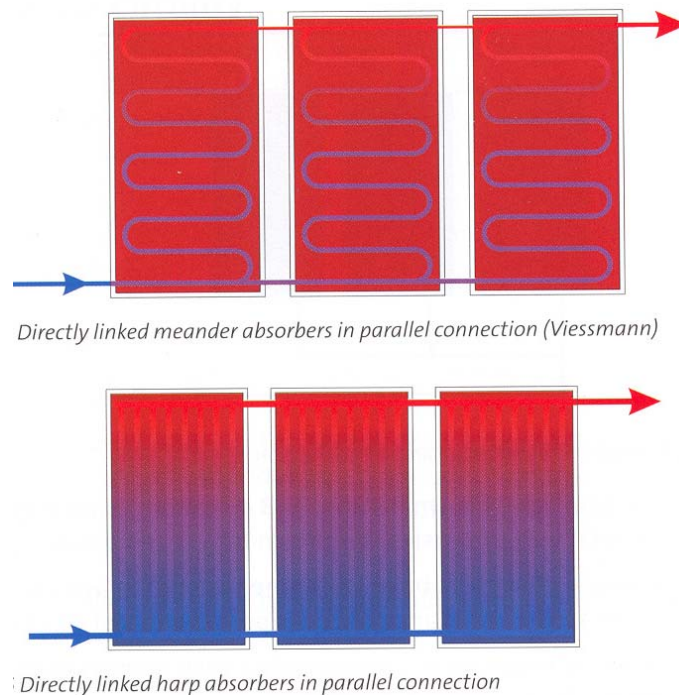 Directly linked meander absorbers in parallel connection (Viessmann)
Directly linked harp absorbers in parallel connection